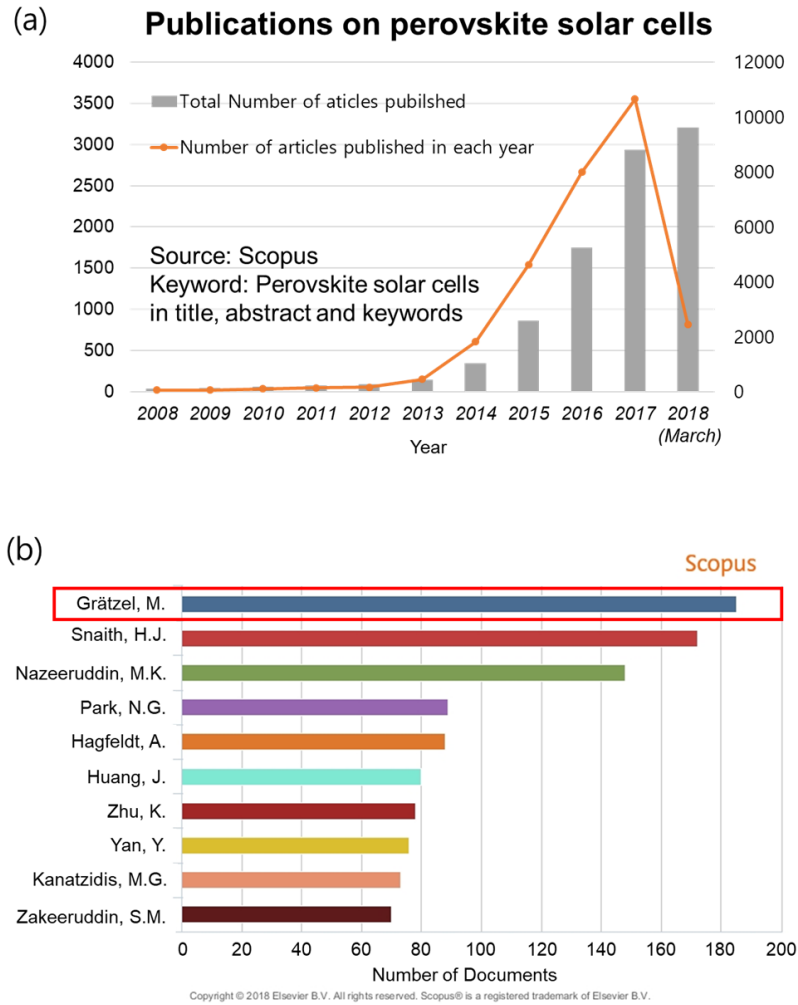 (a)
Publications on perovskite solar cells
4000
3500
3000
2500
2000
1500
1000
500
0
12000
10000
8000
6000
4000
2000
0
Total Number of aticles pubilshed
Number of articles published in each year
Source: Scopus
Keyword: Perovskite solar cells
in title, abstract and keywords
2008 2009 2010 2011 2012 2013 2014 2015 2016 2017 2018
(March)
Year
(b)
Scopus
Grätzel, M.
Snaith, H.J.
Nazeeruddin, M.K.
Park, N.G.
Hagfeldt, A.
Huang, J.
Zhu, K.
Yan, Y.
Kanatzidis, M.G.
Zakeeruddin, S.M.
0 20 40 60 80 100 120 140 160 180 200
Number of Documents
Copyright © 2018 Elsevier B.V. All rights reserved. Scopus® is a registered trademark of Elsevier B.V.